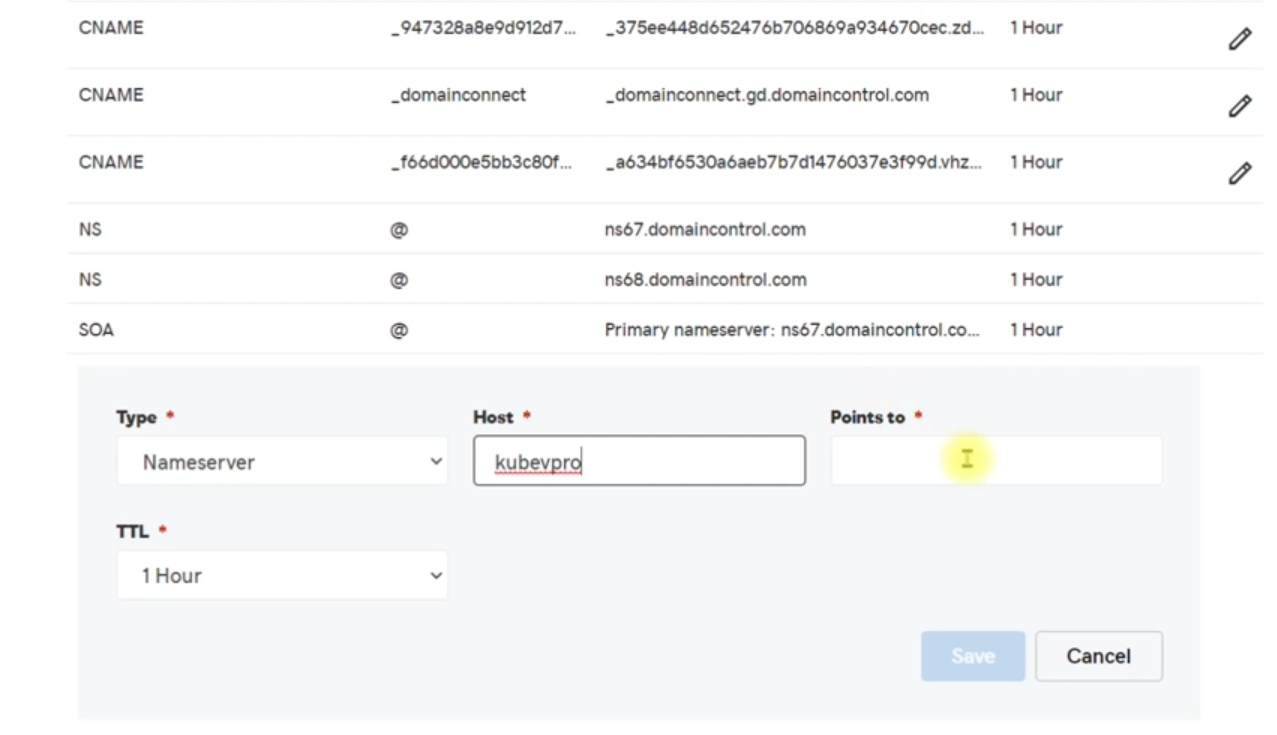 CNAME _947328a8e9d912d7... _375ee448d652476b706869a934670cec.zd... 1 Hour
CNAME _domainconnect _domainconnect.gd.domaincontrol.com 1 Hour
CNAME _f66d000e5bb3c80f... _a634bf6530a6aeb7b7d1476037e3f99d.vhz... 1 Hour
NS @ ns67.domaincontrol.com 1 Hour
NS @ ns68.domaincontrol.com 1 Hour
SOA @ Primary nameserver: ns67.domaincontrol.co... 1 Hour
Type * Host * Points to *
Nameserver kubevpro
TTL *
1 Hour
Save Cancel